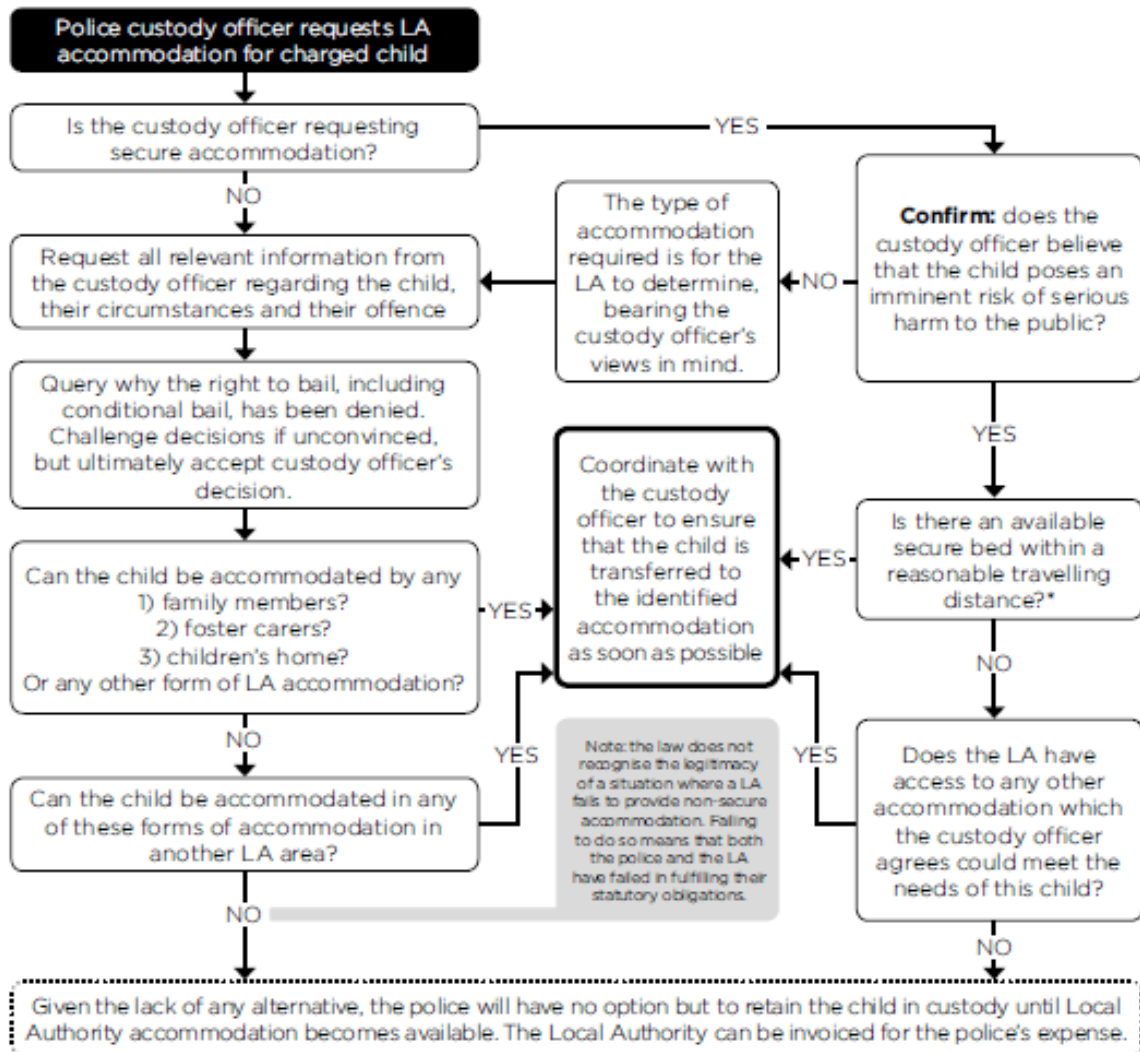 Police custody officer requests LA
accommodation for charged child
Is the custody officer requesting
secure accommodation?
YES
NO
Confirm: does the
custody officer believe
that the child poses an
imminent risk of serious
harm to the public?
NO
The type of
accommodation
required is for the
LA to determine,
bearing the
custody officer's
views in mind.
Request all relevant information from
the custody officer regarding the child,
their circumstances and their offence
Query why the right to bail, including
conditional bail, has been denied.
Challenge decisions if unconvinced,
but ultimately accept custody officer's
decision.
YES
Is there an available
secure bed within a
reasonable travelling
distance?*
YES
Coordinate with
the custody
officer to ensure
that the child is
transferred to
the identified
accommodation
as soon as possible
Can the child be accommodated by any
1) family members?
2) foster carers?
3) children's home?
Or any other form of LA accommodation?
YES
NO
NO
Can the child be accommodated in any
of these forms of accommodation in
another LA area?
YES
Note: the law does not
recognise the legitimacy
of a situation where a LA
fails to provide non-secure
accommodation. Failing
to do so means that both
the police and the LA
have failed in fulfilling their
statutory obligations.
YES
Does the LA have
access to any other
accommodation which
the custody officer
agrees could meet the
needs of this child?
NO
NO
Given the lack of any alternative, the police will have no option but to retain the child in custody until Local
Authority accommodation becomes available. The Local Authority can be invoiced for the police's expense.